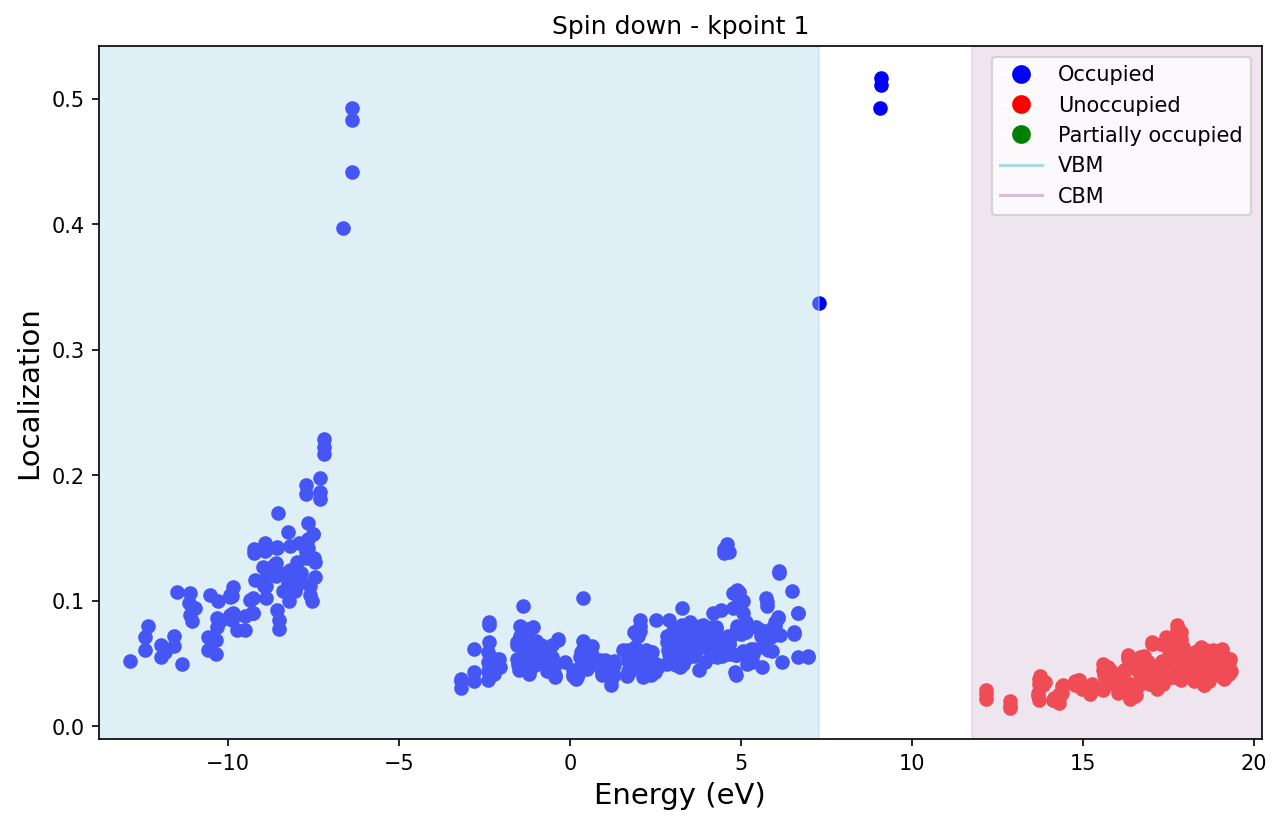 Spin down - kpoint 1
Localization
0.5
0.4
0.3
0.2
0.1
0.0
Occupied
Unoccupied
Partially occupied
VBM
CBM
−10
−5
0
5
10
15
20
Energy (eV)